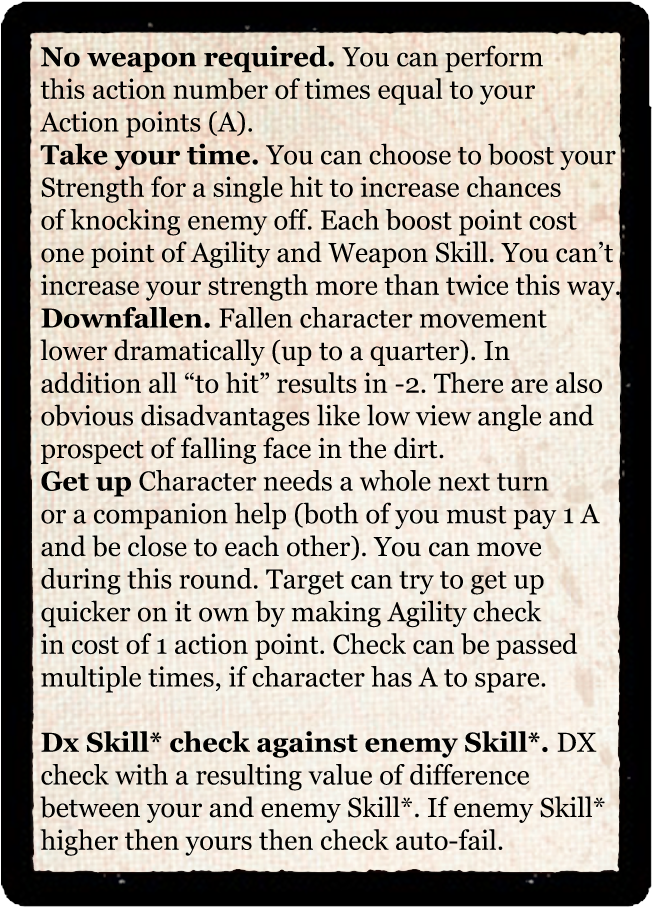 No weapon required. You can perform
this action number of times equal to your
Action points (A).
Take your time. You can choose to boost your
Strength for a single hit to increase chances
of knocking enemy off. Each boost point cost
one point of Agility and Weapon Skill. You can’t
increase your strength more than twice this way.
Downfallen. Fallen character movement
lower dramatically (up to a quarter). In
addition all “to hit” results in -2. There are also
obvious disadvantages like low view angle and
prospect of falling face in the dirt.
Get up Character needs a whole next turn
or a companion help (both of you must pay 1 A
and be close to each other). You can move
during this round. Target can try to get up
quicker on it own by making Agility check
in cost of 1 action point. Check can be passed
multiple times, if character has A to spare.
Dx Skill* check against enemy Skill*. DX
check with a resulting value of difference
between your and enemy Skill*. If enemy Skill*
higher then yours then check auto-fail.